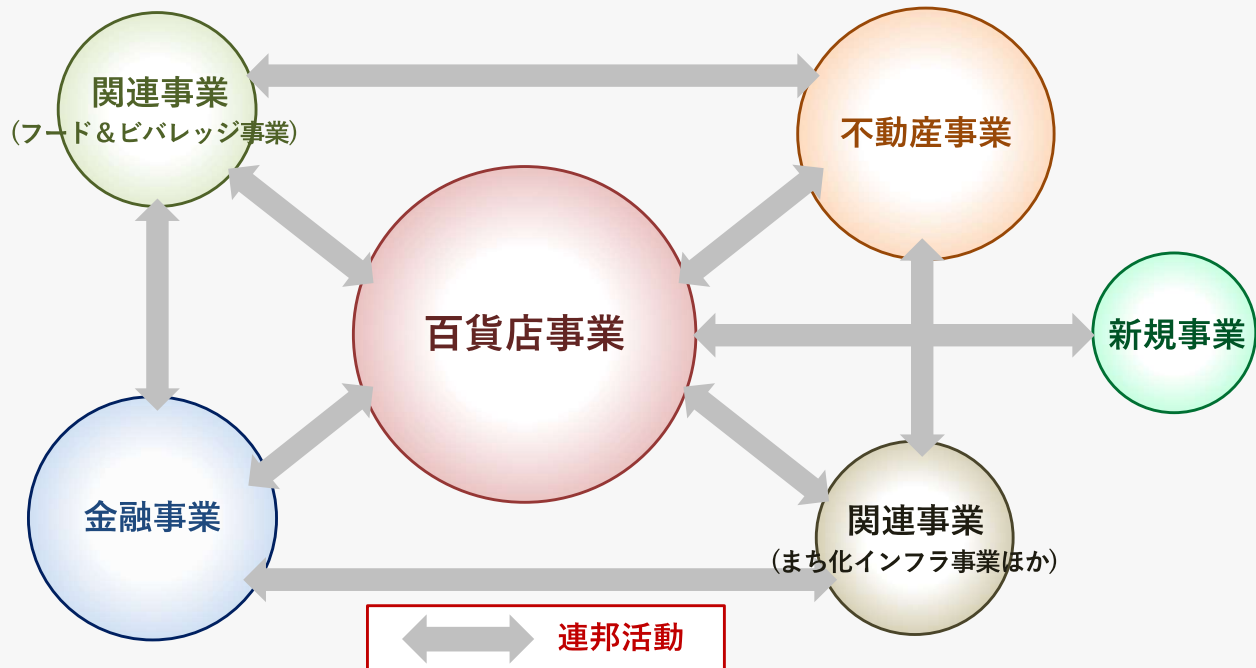 関連事業
(フード＆ビバレッジ事業)
不動産事業
百貨店事業
新規事業
金融事業
関連事業
(まち化インフラ事業ほか)
連邦活動